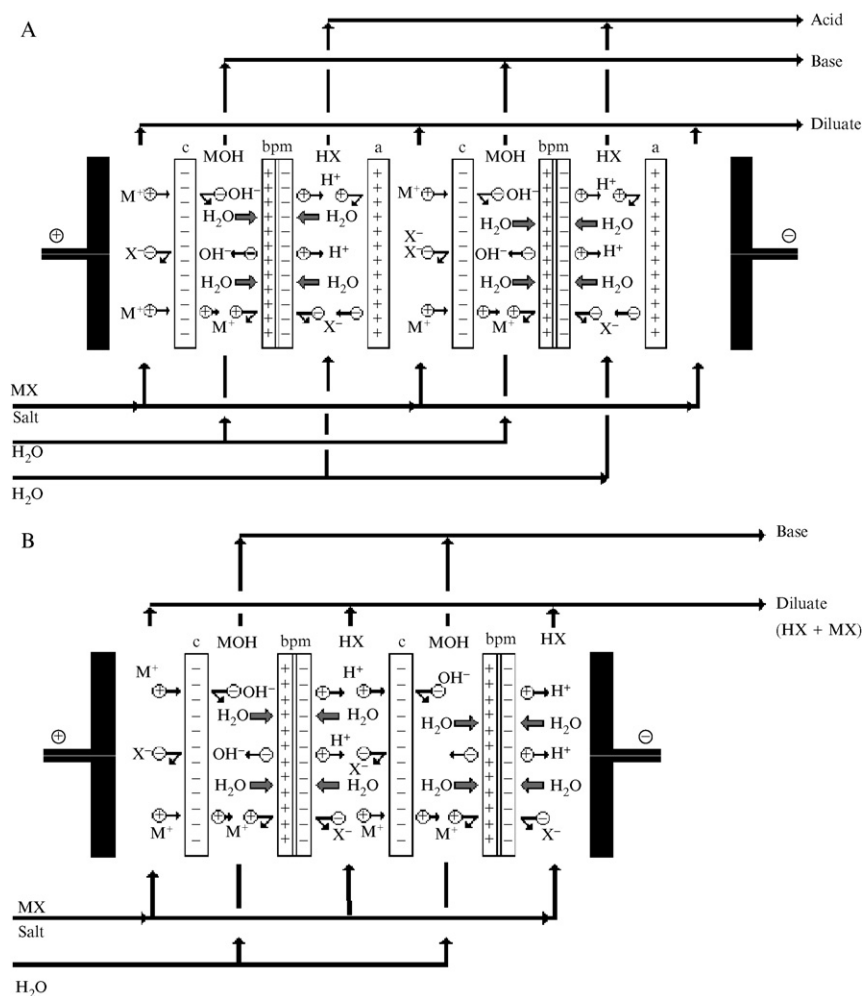 A
Acid
Base
Diluate
c MOH bpm HX a c MOH bpm HX a
M⁺ OH⁻ H⁺ M⁺ OH⁻ H⁺
H₂O H₂O H₂O H₂O
X⁻
X⁻ OH⁻ H⁺ X⁻ OH⁻ H⁺
H₂O H₂O H₂O H₂O
M⁺ M⁺ X⁻ M⁺ M⁺ X⁻
MX
Salt
H₂O
H₂O
B
Base
Diluate
(HX + MX)
c MOH bpm HX c MOH bpm HX
M⁺ OH⁻ H⁺ OH⁻ H⁺
H₂O H₂O H₂O H₂O
X⁻ OH⁻ H⁺ X⁻ H⁺
H₂O H₂O H₂O H₂O
M⁺ M⁺ X⁻ M⁺ M⁺ X⁻
MX
Salt
H₂O